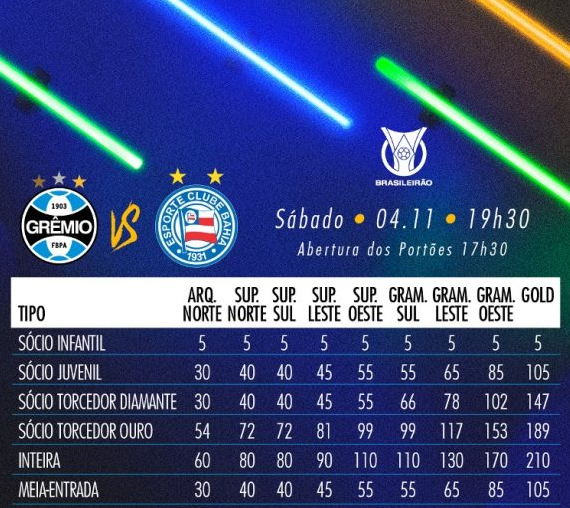 BRASILEIRÃO
1903
GRÊMIO
FBPA
VS
ESPORTE CLUBE BAHIA
1931
Sábado • 04.11 • 19h30
Abertura dos Portões 17h30
TIPO ARQ. NORTE SUP. NORTE SUP. SUL SUP. LESTE SUP. OESTE GRAM. SUL GRAM. LESTE GRAM. OESTE GOLD
SÓCIO INFANTIL 5 5 5 5 5 5 5 5 5
SÓCIO JUVENIL 30 40 40 45 55 55 65 85 105
SÓCIO TORCEDOR DIAMANTE 30 40 40 45 55 66 78 102 147
SÓCIO TORCEDOR OURO 54 72 72 81 99 99 117 153 189
INTEIRA 60 80 80 90 110 110 130 170 210
MEIA-ENTRADA 30 40 40 45 55 55 65 85 105